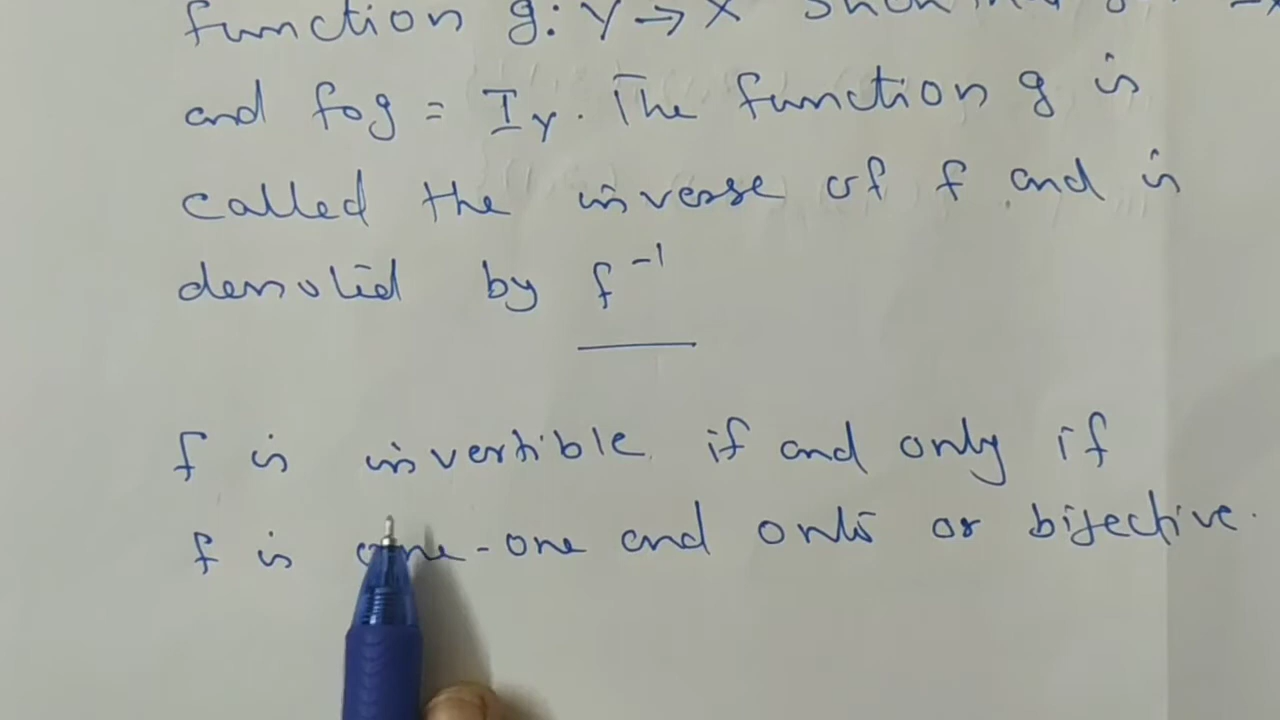 function g: Y → X
and fog = I_Y. The function g is
called the inverse of f and is
denoted by f⁻¹
f is invertible if and only if
f is one-one and onto or bijective.